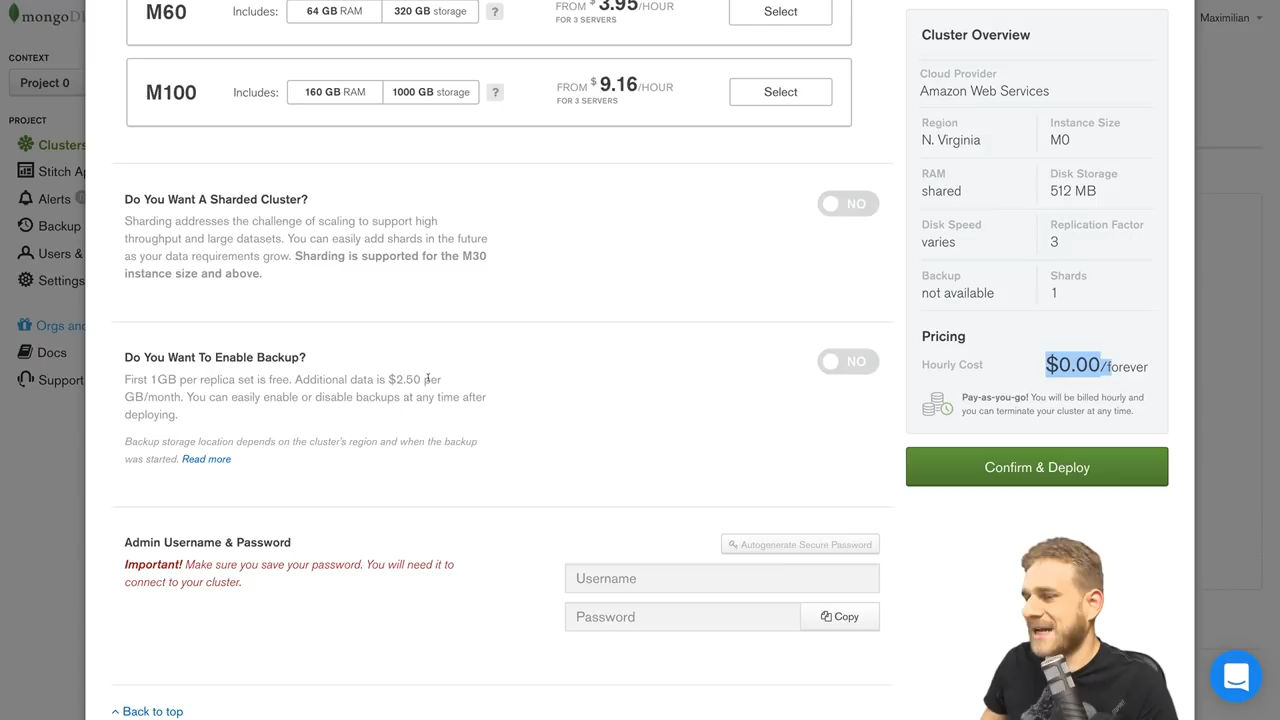 mongoDB
Maximilian
CONTEXT
Project 0
PROJECT
Clusters
Stitch A
Alerts
Backup
Users &
Settings
Orgs and
Docs
Support
M60
Includes:
64 GB RAM
320 GB storage
?
FROM $ 3.95/HOUR
FOR 3 SERVERS
Select
M100
Includes:
160 GB RAM
1000 GB storage
?
FROM $ 9.16/HOUR
FOR 3 SERVERS
Select
Do You Want A Sharded Cluster?
NO
Sharding addresses the challenge of scaling to support high
throughput and large datasets. You can easily add shards in the future
as your data requirements grow. Sharding is supported for the M30
instance size and above.
Do You Want To Enable Backup?
NO
First 1GB per replica set is free. Additional data is $2.50 per
GB/month. You can easily enable or disable backups at any time after
deploying.
Backup storage location depends on the cluster's region and when the backup
was started. Read more
Admin Username & Password
Important! Make sure you save your password. You will need it to
connect to your cluster.
Autogenerate Secure Password
Username
Password
Copy
Back to top
Cluster Overview
Cloud Provider
Amazon Web Services
Region
N. Virginia
Instance Size
M0
RAM
shared
Disk Storage
512 MB
Disk Speed
varies
Replication Factor
3
Backup
not available
Shards
1
Pricing
Hourly Cost
$0.00/forever
Pay-as-you-go! You will be billed hourly and
you can terminate your cluster at any time.
Confirm & Deploy